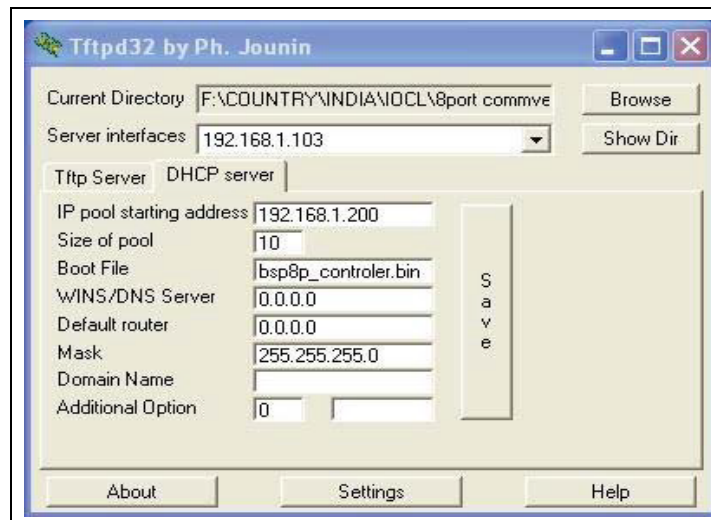 Tftpd32 by Ph. Jounin
Current Directory F:\COUNTRY\INDIA\IOCL\8port commve Browse
Server interfaces 192.168.1.103 Show Dir
Tftp Server DHCP server
IP pool starting address 192.168.1.200
Size of pool 10
Boot File bsp8p_controler.bin
WINS/DNS Server 0.0.0.0
Default router 0.0.0.0
Mask 255.255.255.0
Domain Name
Additional Option 0
Save
About Settings Help